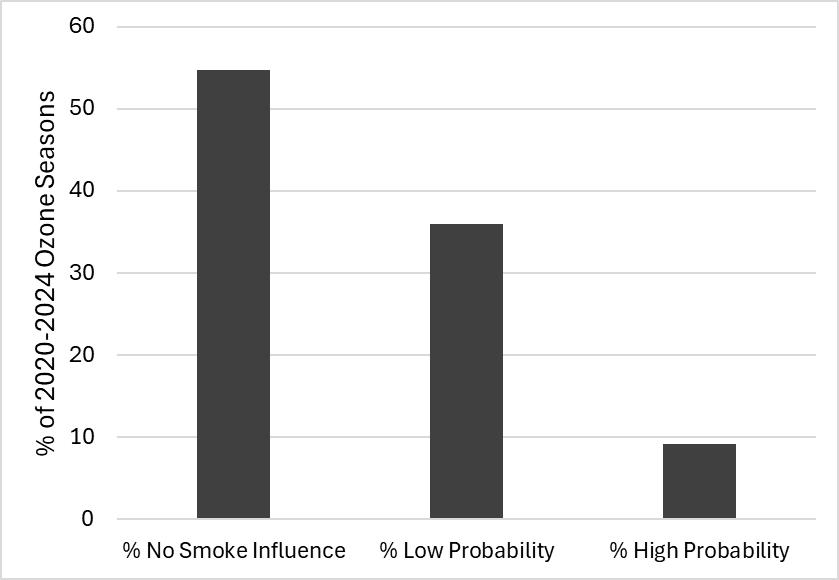 % of 2020-2024 Ozone Seasons
60
50
40
30
20
10
0
% No Smoke Influence
% Low Probability
% High Probability